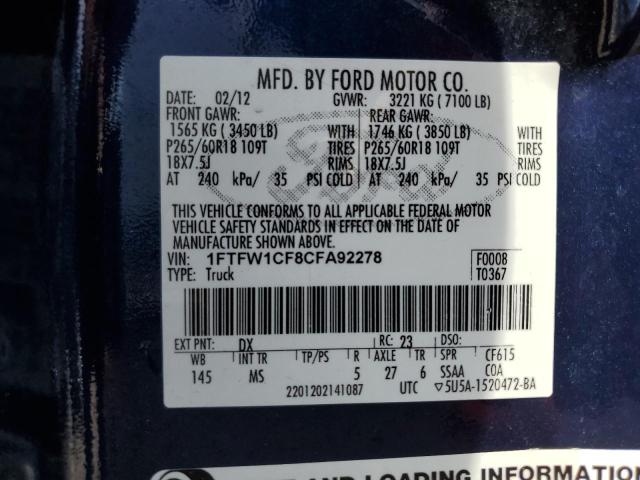 MFD. BY FORD MOTOR CO.
DATE: 02/12 GVWR: 3221 KG ( 7100 LB)
FRONT GAWR: REAR GAWR:
1565 KG ( 3450 LB) WITH 1746 KG ( 3850 LB) WITH
P265/60R18 109T TIRES P265/60R18 109T TIRES
18X7.5J RIMS 18X7.5J RIMS
AT 240 kPa/ 35 PSI COLD AT 240 kPa/ 35 PSI COLD
THIS VEHICLE CONFORMS TO ALL APPLICABLE FEDERAL MOTOR
VEHICLE SAFETY STANDARDS IN EFFECT ON THE DATE OF
MANUFACTURE SHOWN ABOVE.
VIN: 1FTFW1CF8CFA92278 F0008
TYPE: Truck T0367
EXT PNT: DX RC: 23 DSO:
WB INT TR TP/PS R AXLE TR SPR CF615
145 MS 5 27 6 SSAA COA
2201202141087 UTC ▽5U5A-1520472-BA
AND LOADING INFORMATION